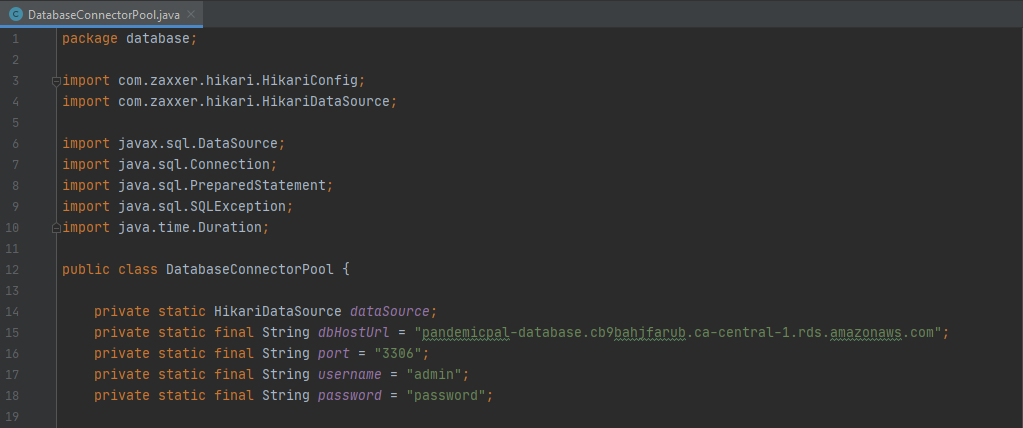 DatabaseConnectorPool.java
1 package database;
2
3 import com.zaxxer.hikari.HikariConfig;
4 import com.zaxxer.hikari.HikariDataSource;
5
6 import javax.sql.DataSource;
7 import java.sql.Connection;
8 import java.sql.PreparedStatement;
9 import java.sql.SQLException;
10 import java.time.Duration;
11
12 public class DatabaseConnectorPool {
13
14 private static HikariDataSource dataSource;
15 private static final String dbHostUrl = "pandemicpal-database.cb9bahjfarub.ca-central-1.rds.amazonaws.com";
16 private static final String port = "3306";
17 private static final String username = "admin";
18 private static final String password = "password";
19